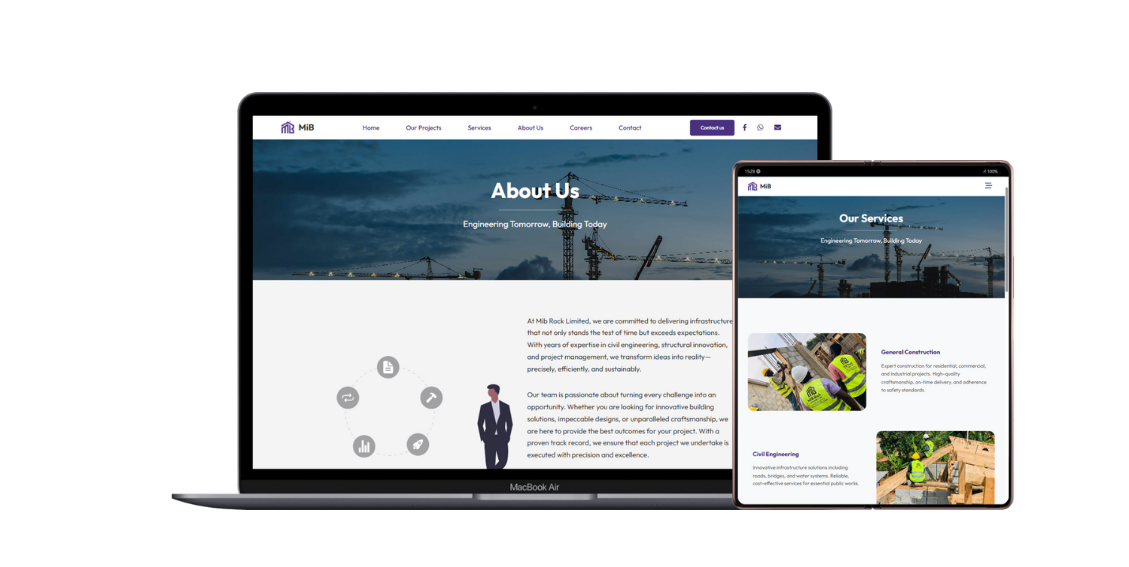 MiB
Home
Our Projects
Services
About Us
Careers
Contact
Contact us
About Us
Engineering Tomorrow, Building Today
At Mib Rock Limited, we are committed to delivering infrastructure
that not only stands the test of time but exceeds expectations.
With years of expertise in civil engineering, structural innovation,
and project management, we transform ideas into reality—
precisely, efficiently, and sustainably.
Our team is passionate about turning every challenge into an
opportunity. Whether you are looking for innovative building
solutions, impeccable designs, or unparalleled craftsmanship, we
are here to provide the best outcomes for your project. With a
proven track record, we ensure that each project we undertake is
executed with precision and excellence.
MacBook Air
100%
MiB
Our Services
Engineering Tomorrow, Building Today
General Construction
Expert construction for residential, commercial,
and industrial projects. High-quality
craftsmanship, on-time delivery, and adherence
to safety standards.
Civil Engineering
Innovative infrastructure solutions including
roads, bridges, and water systems. Reliable,
cost-effective services for essential public works.